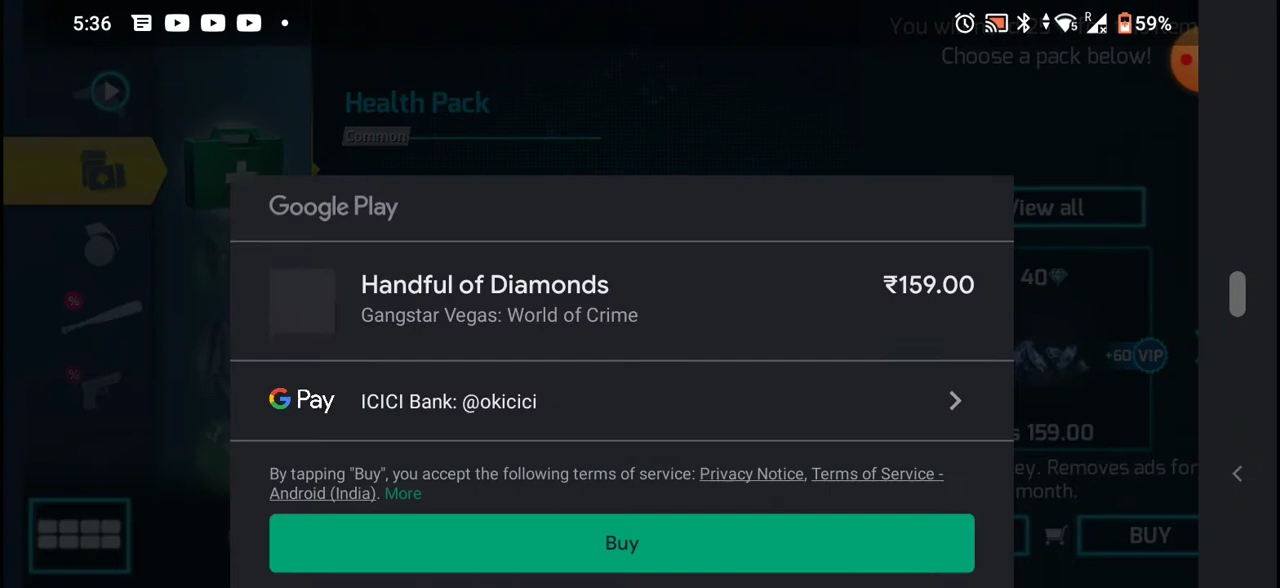 5:36
59%
Choose a pack below!
Health Pack
Common
View all
Google Play
Handful of Diamonds
₹159.00
Gangstar Vegas: World of Crime
40
+60 VIP
G Pay
ICICI Bank: @okicici
159.00
By tapping "Buy", you accept the following terms of service: Privacy Notice, Terms of Service -
Android (India). More
Removes ads for
month.
Buy
BUY